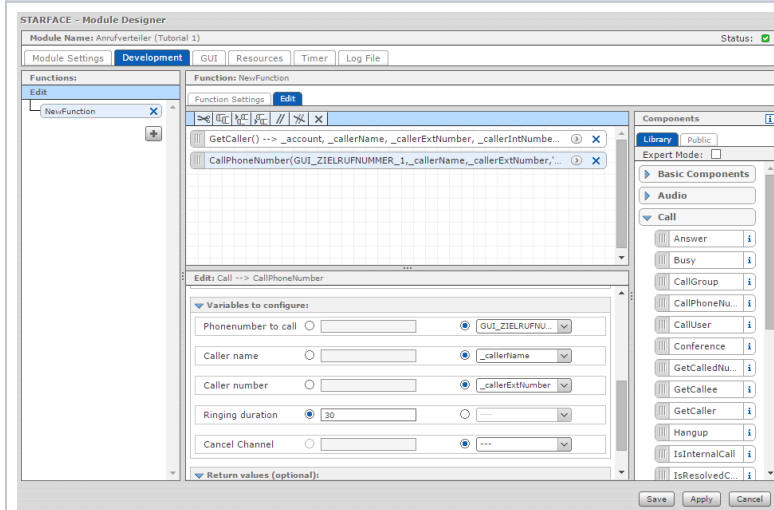 STARFACE - Module Designer
Module Name: Anrufverteiler (Tutorial 1) Status:
Module Settings Development GUI Resources Timer Log File
Functions:
Edit
NewFunction
Function: NewFunction
Function Settings Edit
GetCaller() --> _account, _callerName, _callerExtNumber, _callerIntNumbe...
CallPhoneNumber(GUI_ZIELRUFNUMMER_1,_callerName,_callerExtNumber,'...
Edit: Call --> CallPhoneNumber
Variables to configure:
Phonenumber to call GUI_ZIELRUFNU...
Caller name _callerName
Caller number _callerExtNumber
Ringing duration 30 ---
Cancel Channel ---
Return values (optional):
Components
Library Public
Expert Mode:
Basic Components
Audio
Call
Answer
Busy
CallGroup
CallPhoneNu...
CallUser
Conference
GetCalledNu...
GetCallee
GetCaller
Hangup
IsInternalCall
IsResolvedC...
Save Apply Cancel